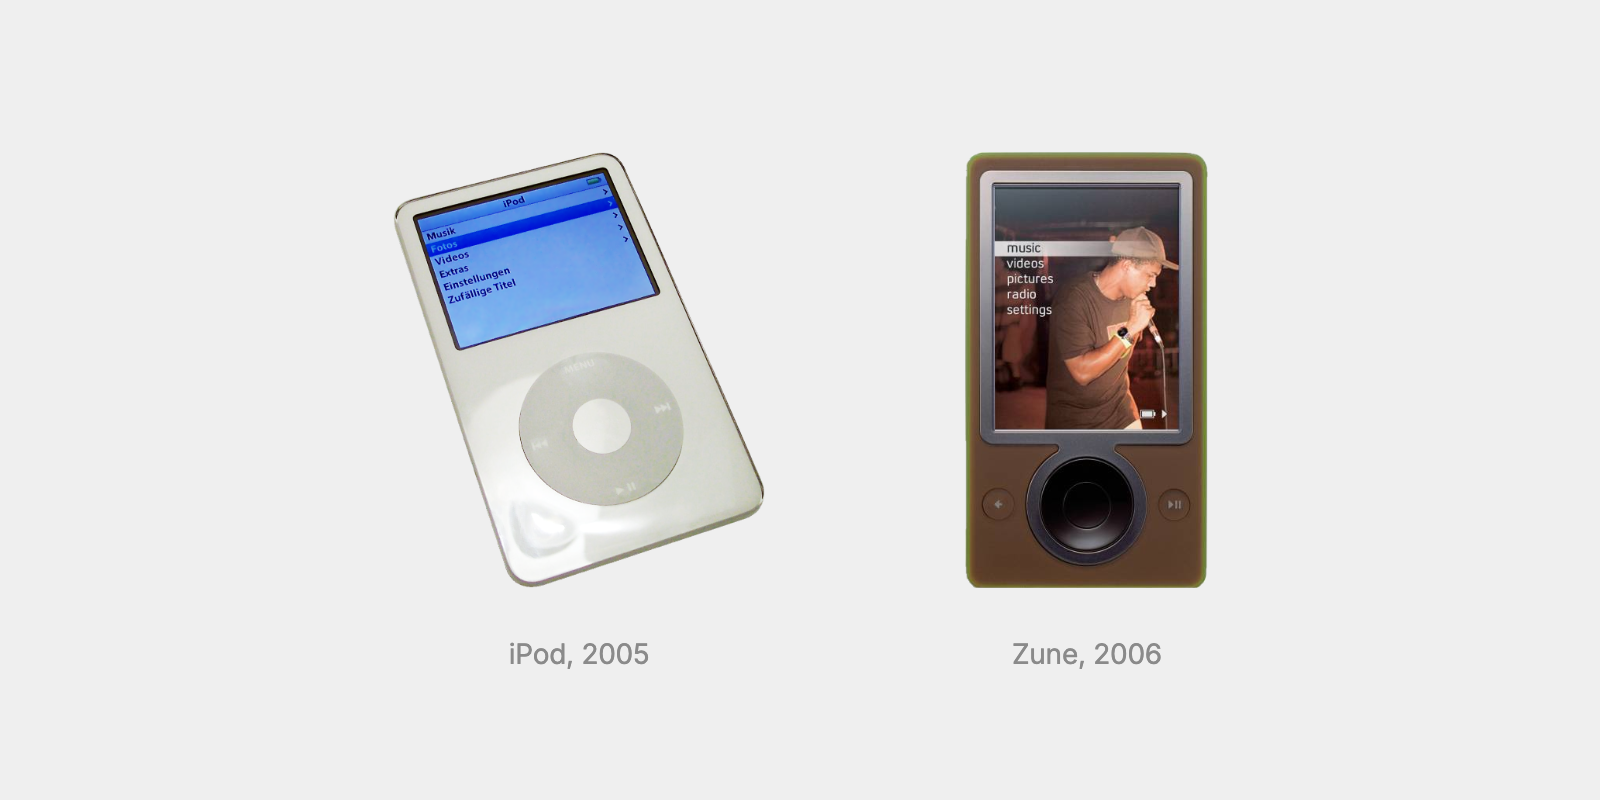 iPod
Musik
Fotos
Videos
Extras
Einstellungen
Zufällige Titel
MENU
music
videos
pictures
radio
settings
iPod, 2005
Zune, 2006